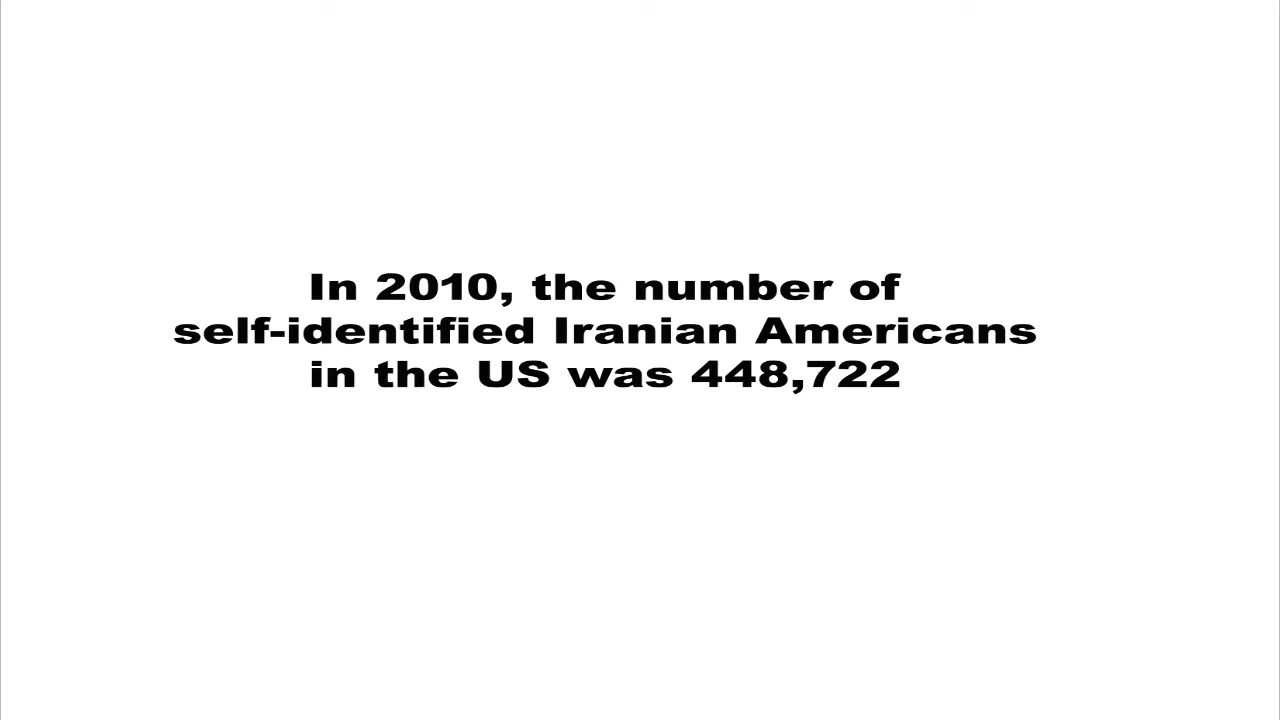 In 2010, the number of
self-identified Iranian Americans
in the US was 448,722